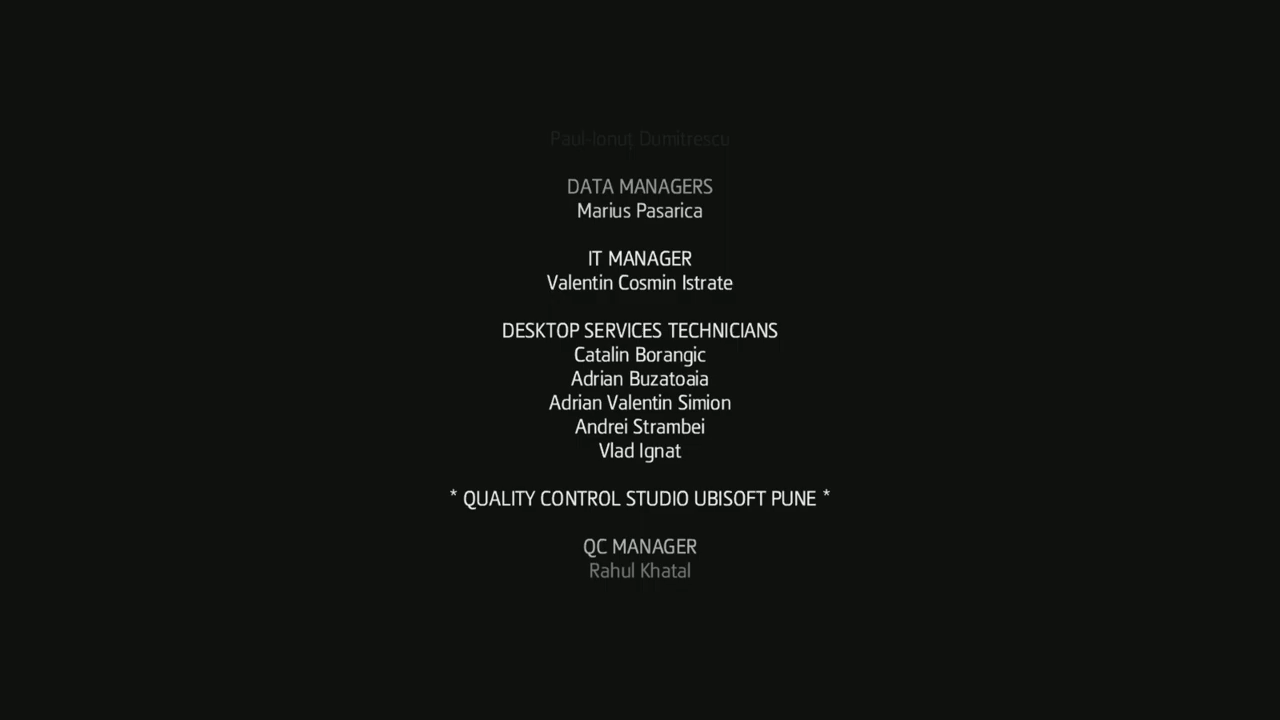 Paul-Ionuț Dumitrescu
DATA MANAGERS
Marius Pasarica
IT MANAGER
Valentin Cosmin Istrate
DESKTOP SERVICES TECHNICIANS
Catalin Borangic
Adrian Buzatoaia
Adrian Valentin Simion
Andrei Strambei
Vlad Ignat
* QUALITY CONTROL STUDIO UBISOFT PUNE *
QC MANAGER
Rahul Khatal